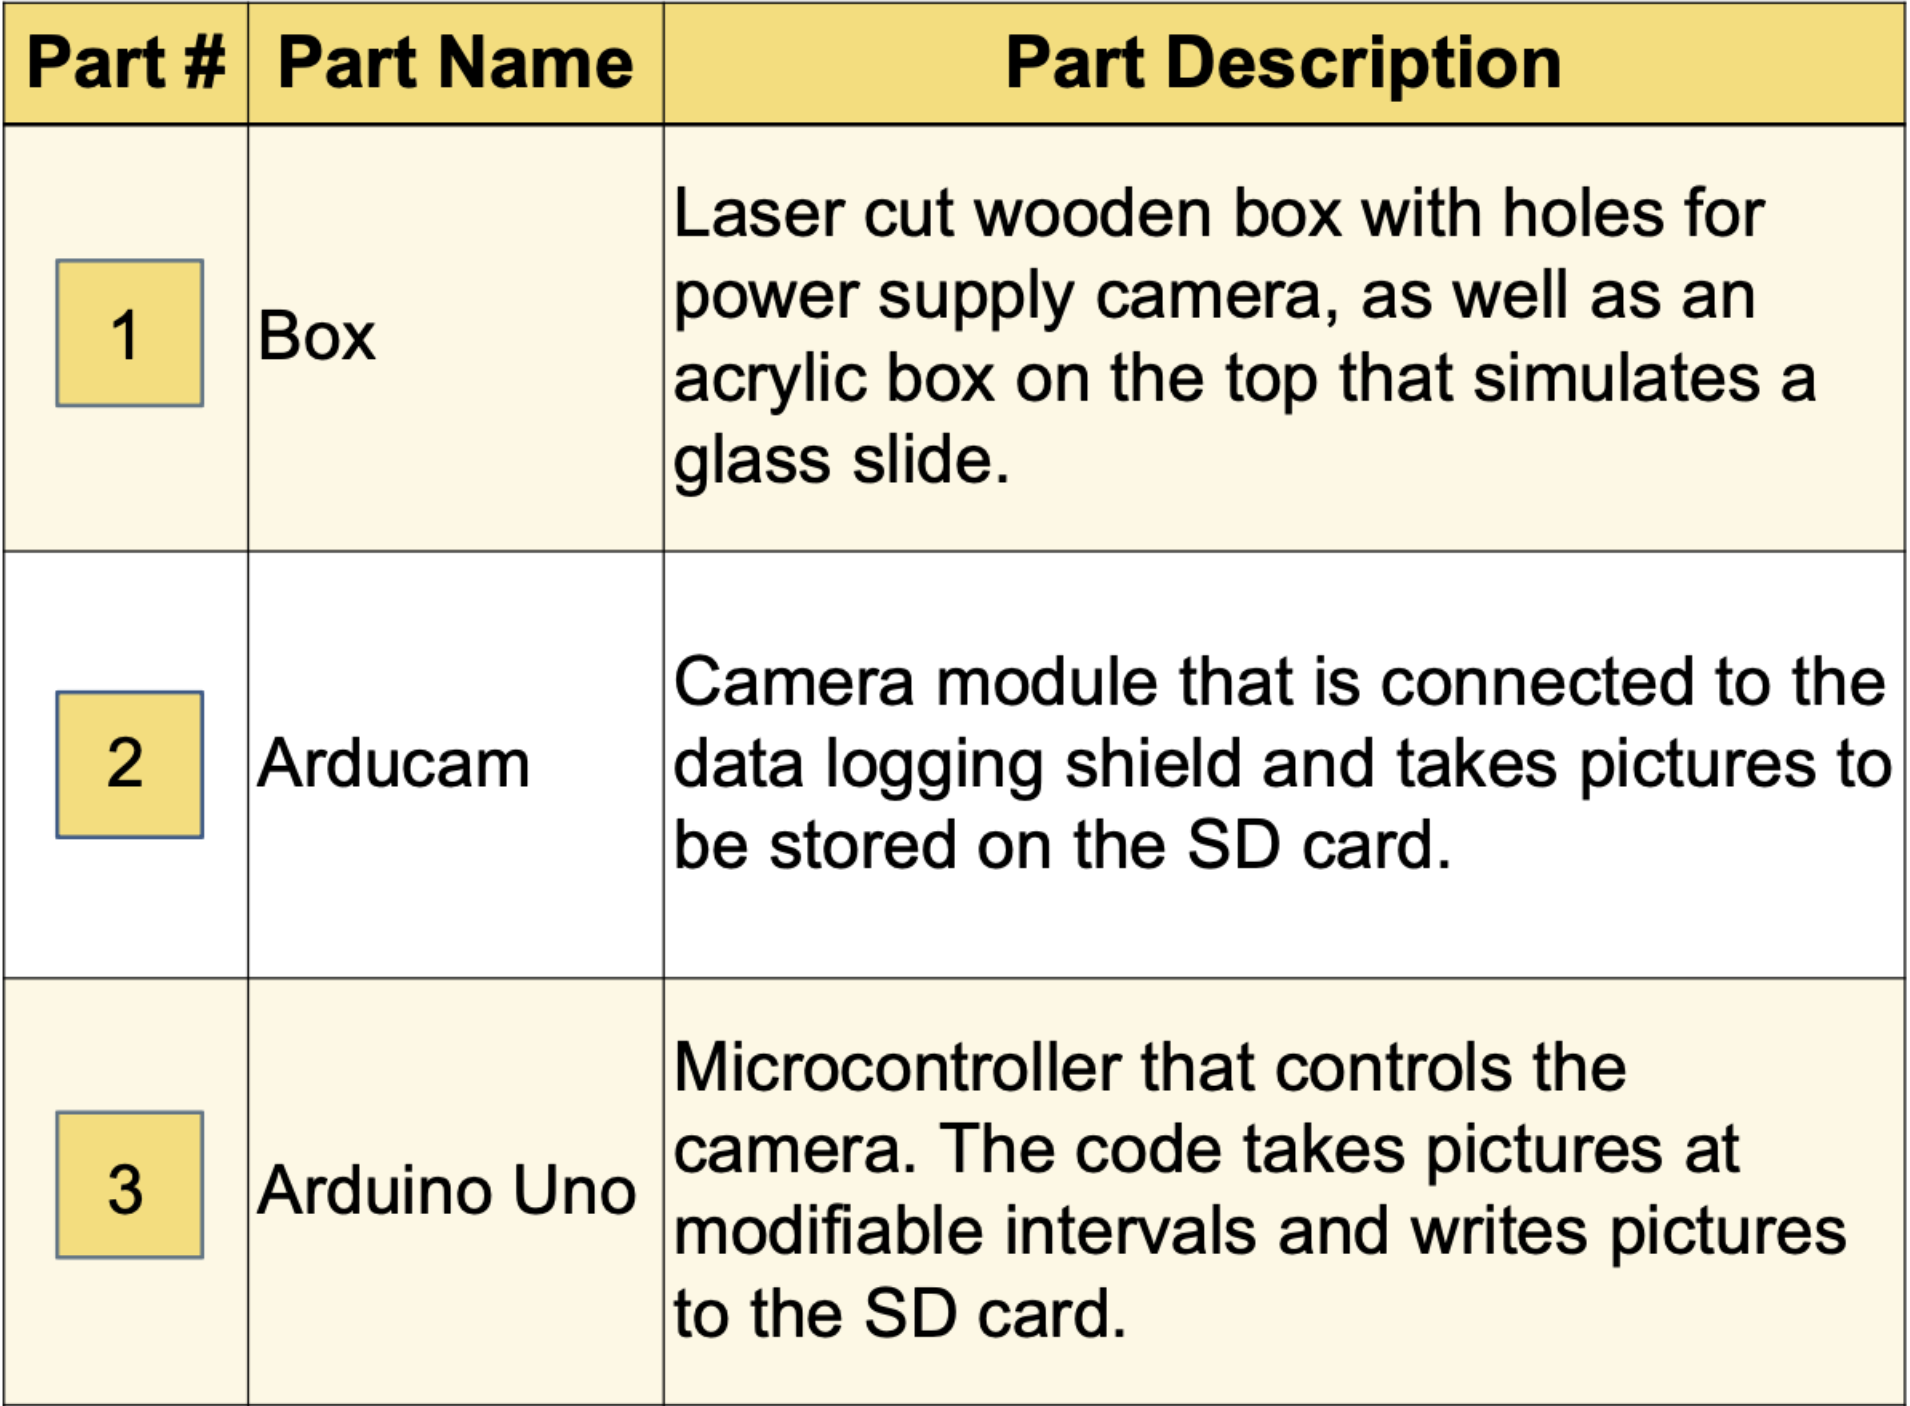 Part # Part Name Part Description
1 Box
Laser cut wooden box with holes for
power supply camera, as well as an
acrylic box on the top that simulates a
glass slide.
2 Arducam
Camera module that is connected to the
data logging shield and takes pictures to
be stored on the SD card.
3 Arduino Uno
Microcontroller that controls the
camera. The code takes pictures at
modifiable intervals and writes pictures
to the SD card.